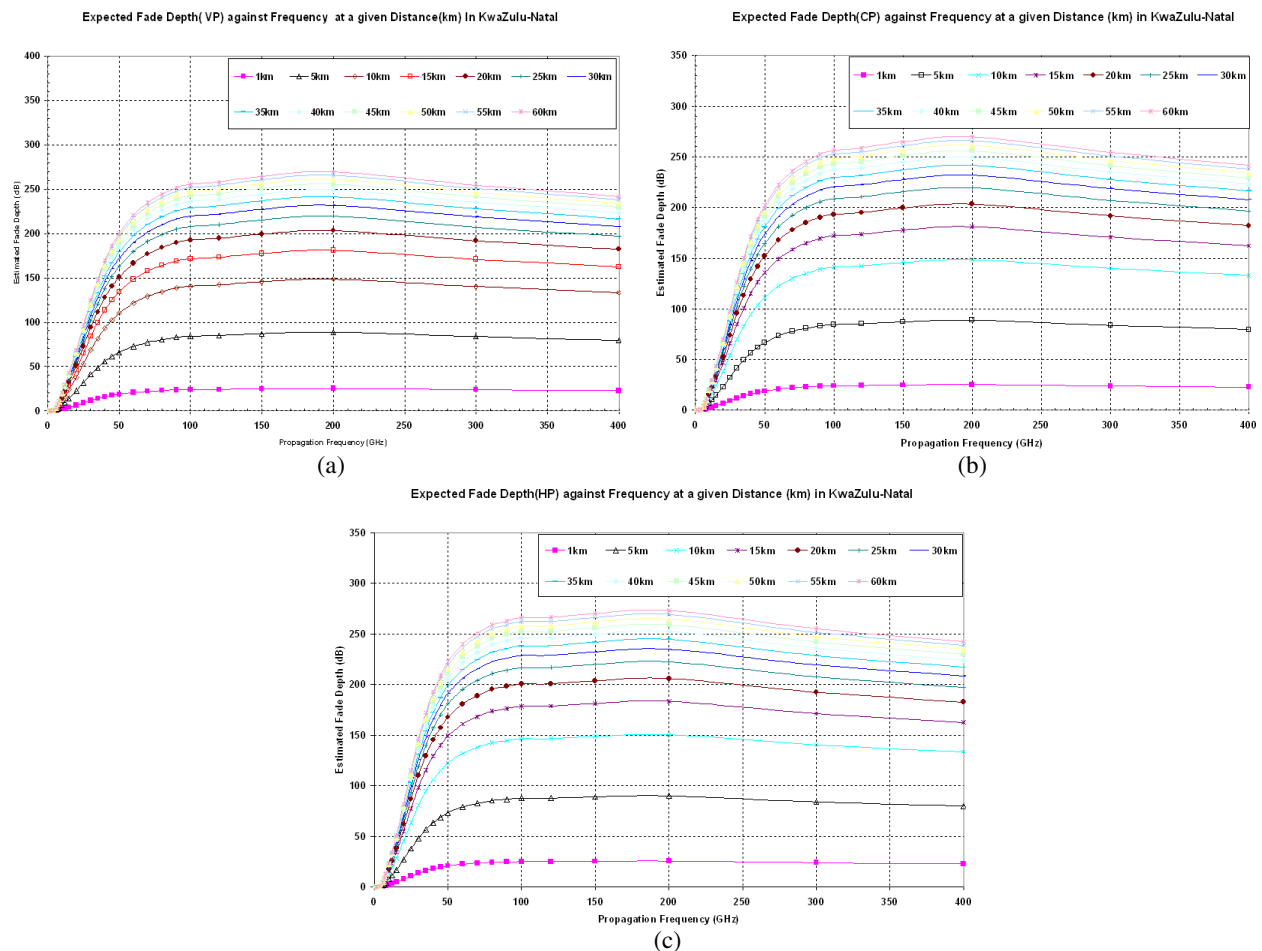 Expected Fade Depth( VP) against Frequency at a given Distance(km) In KwaZulu-Natal
400
350
300
250
200
150
100
50
0
Estimated Fade Depth (dB)
1km 5km 10km 15km 20km 25km 30km
35km 40km 45km 50km 55km 60km
0 50 100 150 200 250 300 350 400
Propagation Frequency (GHz)
(a)
Expected Fade Depth(CP) against Frequency at a given Distance (km) in KwaZulu-Natal
350
300
250
200
150
100
50
0
Estimated Fade Depth (dB)
1km 5km 10km 15km 20km 25km 30km
35km 40km 45km 50km 55km 60km
0 50 100 150 200 250 300 350 400
Propagation Frequency (GHz)
(b)
Expected Fade Depth(HP) against Frequency at a given Distance (km) in KwaZulu-Natal
350
300
250
200
150
100
50
0
Estimated Fade Depth (dB)
1km 5km 10km 15km 20km 25km 30km
35km 40km 45km 50km 55km 60km
0 50 100 150 200 250 300 350 400
Propagation Frequency (GHz)
(c)